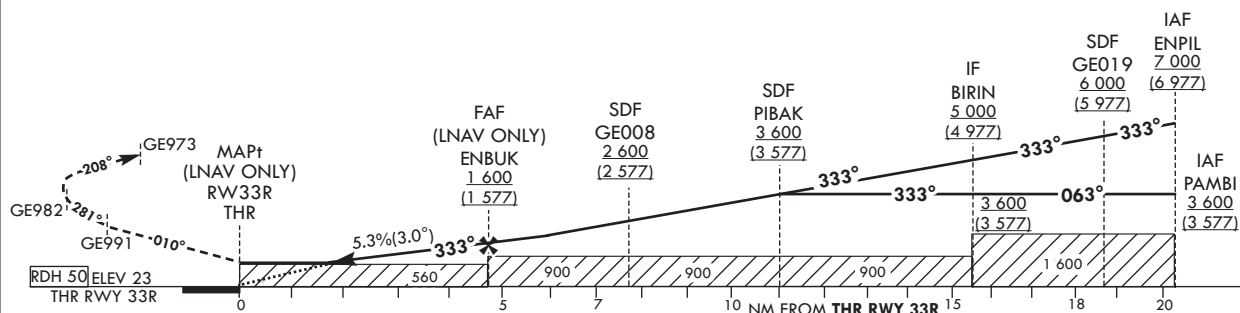 IAF
ENPIL
7 000
(6 977)
SDF
GE019
6 000
(5 977)
IF
BIRIN
5 000
(4 977)
SDF
PIBAK
3 600
(3 577)
SDF
GE008
2 600
(2 577)
FAF
(LNAV ONLY)
ENBUK
1 600
(1 577)
MAPt
(LNAV ONLY)
RW33R
THR
GE973
208°
GE982
281°
GE991
010°
5.3%(3.0°)
333°
333°
333°
333°
333°
063°
3 600
(3 577)
IAF
PAMBI
3 600
(3 577)
560
900
900
900
1 600
RDH 50 ELEV 23
THR RWY 33R
0 5 7 10 15 18 20
NM FROM THR RWY 33R